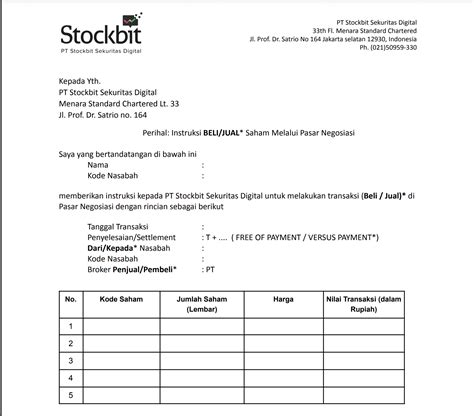 Stockbit
PT Stockbit Sekuritas Digital
PT Stockbit Sekuritas Digital
33th Fl. Menara Standard Chartered
Jl. Prof. Dr. Satrio No 164 Jakarta selatan 12930, Indonesia
Ph. (021)50959-330
Kepada Yth.
PT Stockbit Sekuritas Digital
Menara Standard Chartered Lt. 33
Jl. Prof. Dr. Satrio no. 164
Perihal: Instruksi BELI/JUAL* Saham Melalui Pasar Negosiasi
Saya yang bertandatangan di bawah ini
Nama :
Kode Nasabah :
memberikan instruksi kepada PT Stockbit Sekuritas Digital untuk melakukan transaksi (Beli / Jual)* di
Pasar Negosiasi dengan rincian sebagai berikut
Tanggal Transaksi :
Penyelesaian/Settlement : T + .... ( FREE OF PAYMENT / VERSUS PAYMENT*)
Dari/Kepada* Nasabah :
Kode Nasabah :
Broker Penjual/Pembeli* : PT
No. Kode Saham Jumlah Saham (Lembar) Harga Nilai Transaksi (dalam Rupiah)
1
2
3
4
5